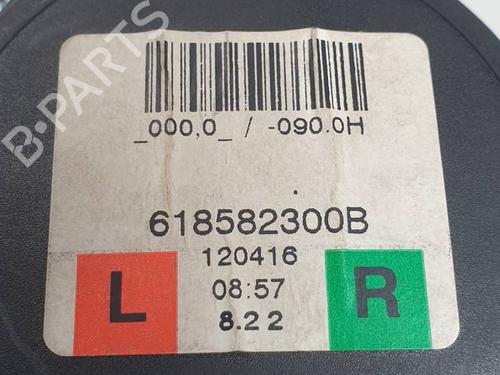 B-PARTS
_000,0_ / -090.0H
618582300B
120416
L 08:57 R
8.22